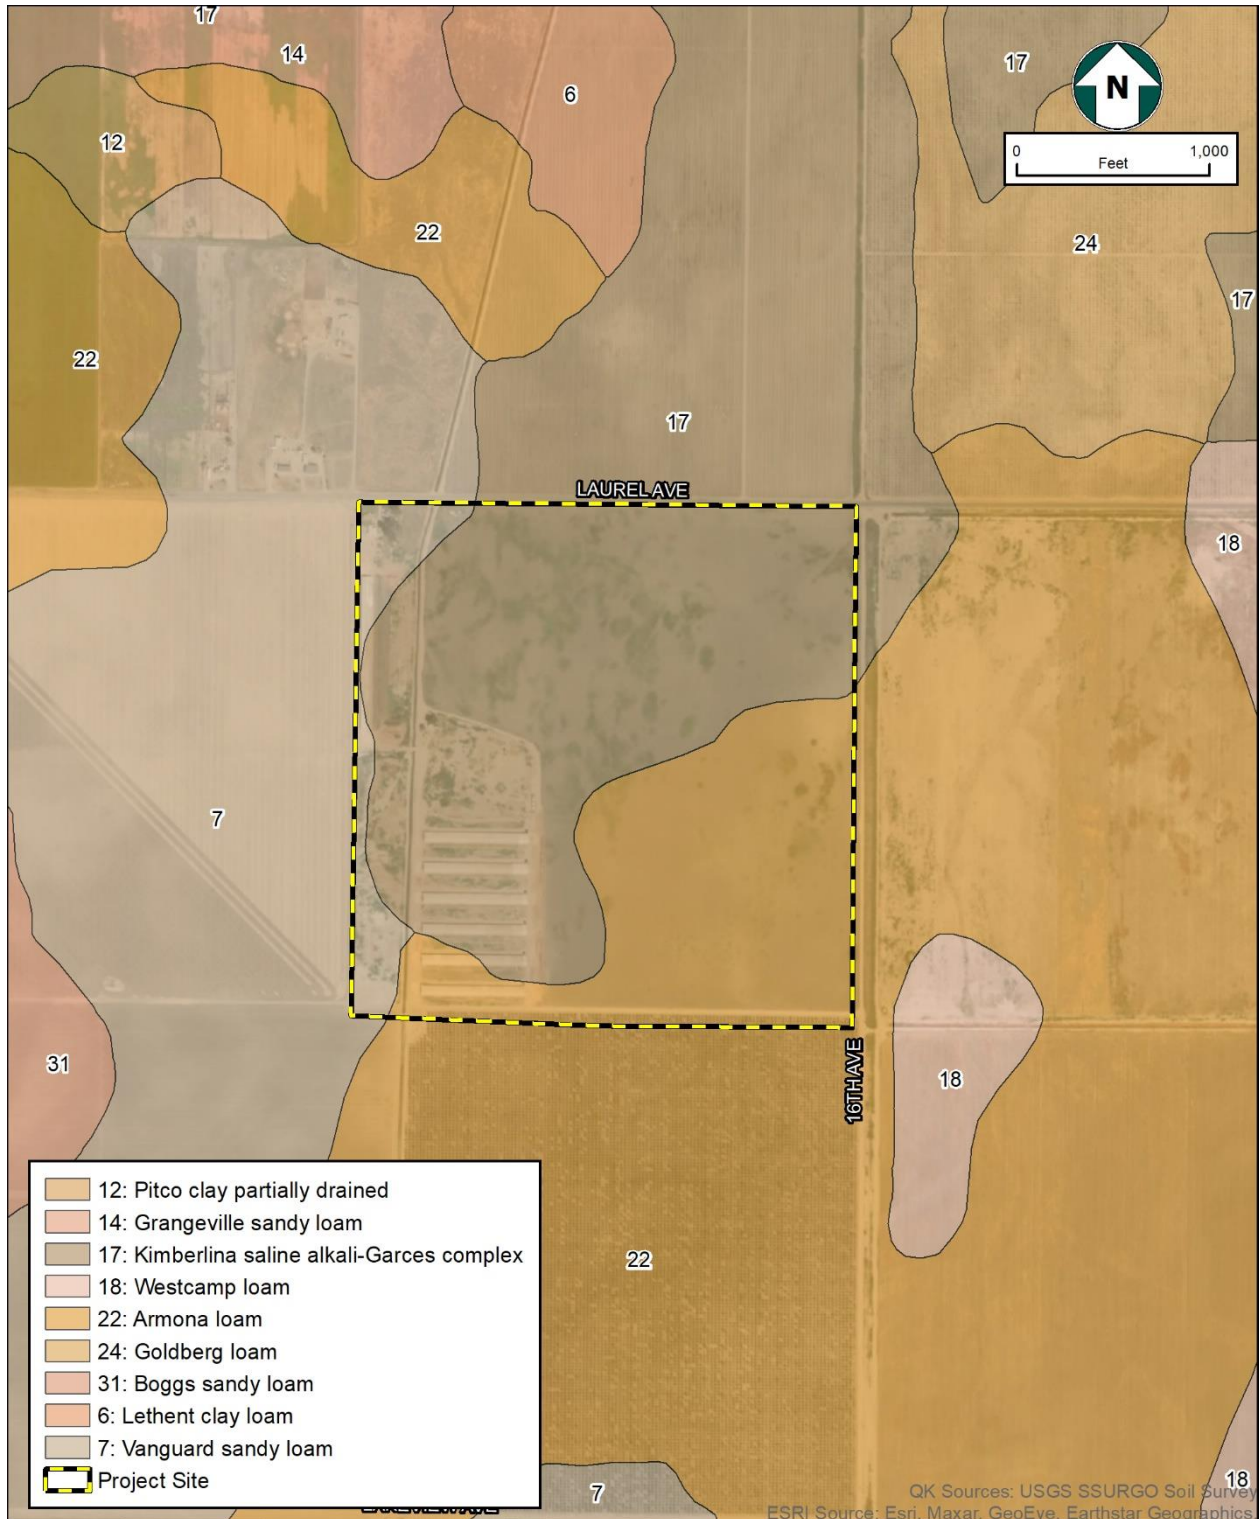 17
14
17
6
N
0
1,000
Feet
12
22
24
17
22
17
LAUREL AVE
18
7
31
16TH AVE
18
12: Pitco clay partially drained
14: Grangeville sandy loam
17: Kimberlina saline alkali-Garces complex
18: Westcamp loam
22: Armona loam
24: Goldberg loam
31: Boggs sandy loam
6: Lethent clay loam
7: Vanguard sandy loam
Project Site
22
7
18
QK Sources: USGS SSURGO Soil Survey
ESRI Source: Esri, Maxar, GeoEye, Earthstar Geographics,